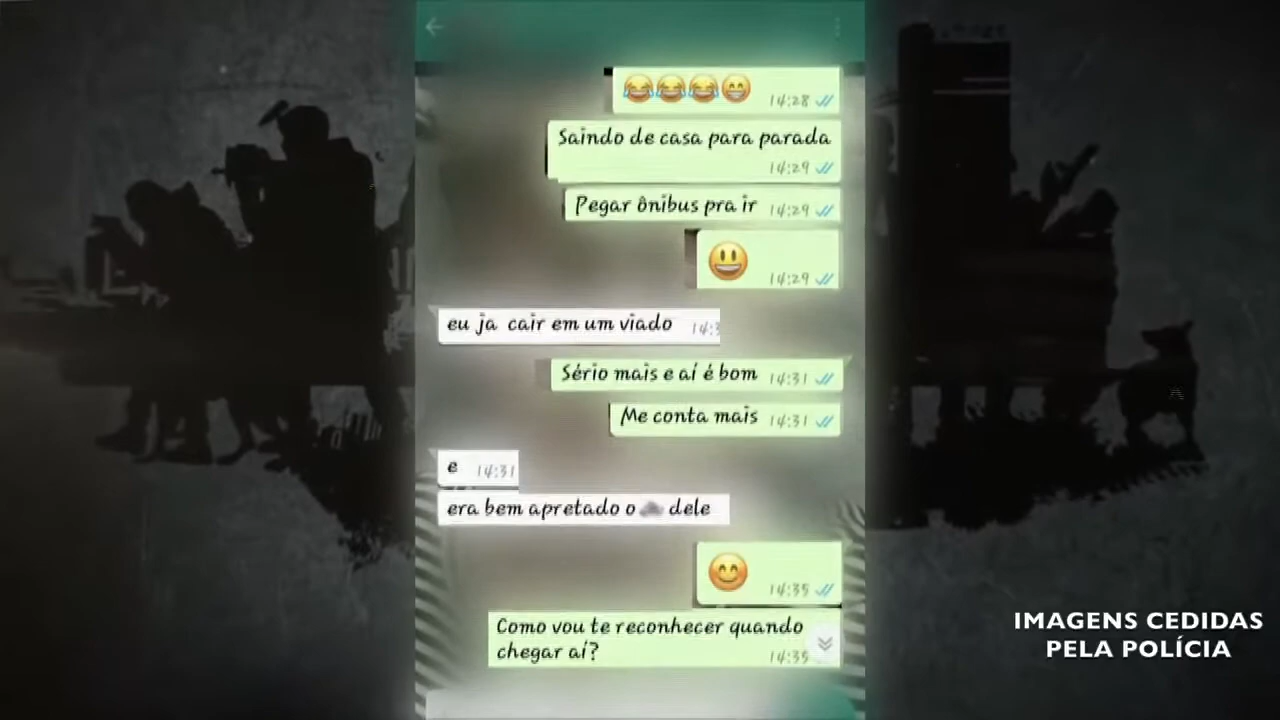 😂😂😂😁 14:28
Saindo de casa para parada
14:29
Pegar ônibus pra ir 14:29
😃 14:29
eu ja cair em um viado 14:3
Sério mais e aí é bom 14:31
Me conta mais 14:31
e 14:31
era bem apretado o dele
😊 14:35
Como vou te reconhecer quando
chegar aí? 14:35
IMAGENS CEDIDAS
PELA POLÍCIA